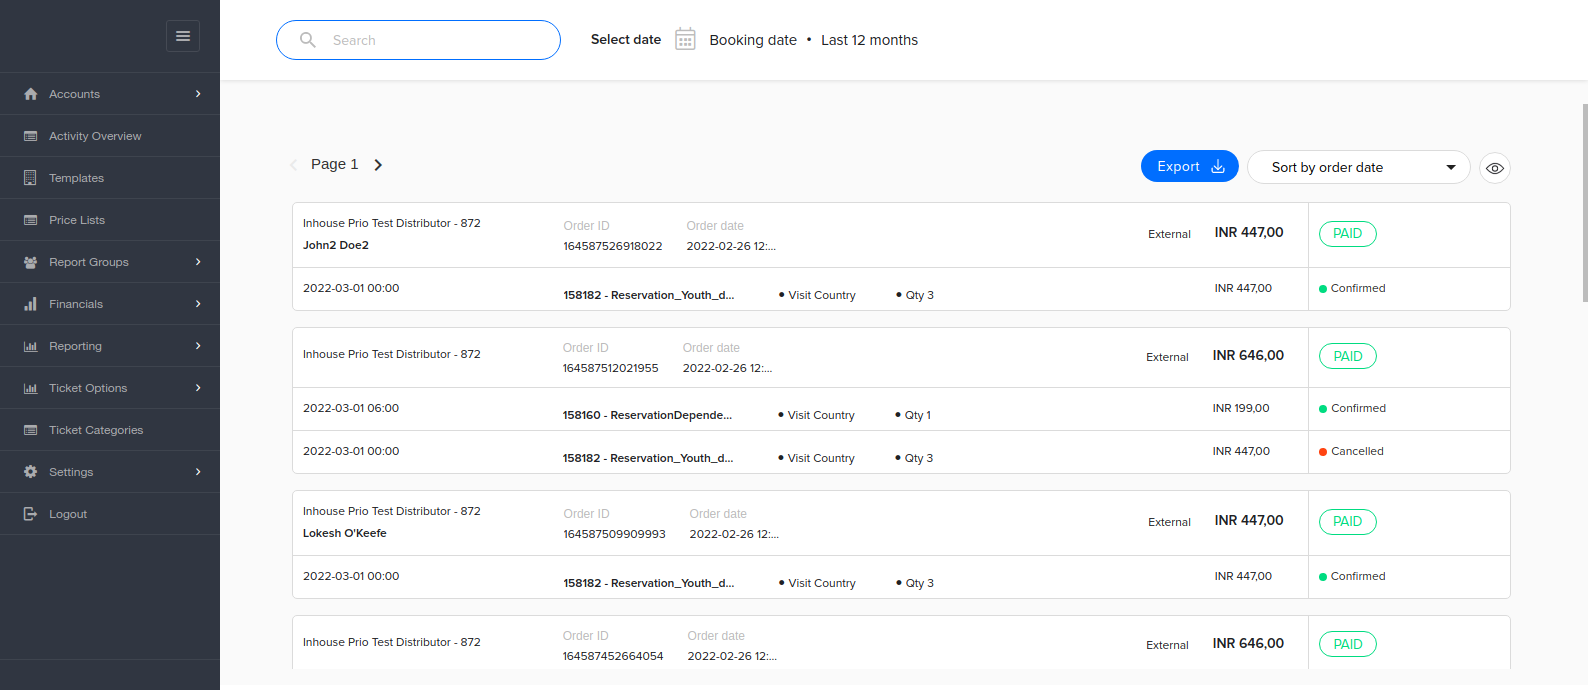 Search
Select date Booking date • Last 12 months
Accounts
Activity Overview
Templates
Price Lists
Report Groups
Financials
Reporting
Ticket Options
Ticket Categories
Settings
Logout
Page 1
Export
Sort by order date
Inhouse Prio Test Distributor - 872 Order ID Order date
John2 Doe2 164587526918022 2022-02-26 12:... External INR 447,00 PAID
2022-03-01 00:00 158182 - Reservation_Youth_d... • Visit Country • Qty 3 INR 447,00 Confirmed
Order ID Order date
Inhouse Prio Test Distributor - 872 164587512021955 2022-02-26 12:... External INR 646,00 PAID
2022-03-01 06:00 158160 - ReservationDepende... • Visit Country • Qty 1 INR 199,00 Confirmed
2022-03-01 00:00 158182 - Reservation_Youth_d... • Visit Country • Qty 3 INR 447,00 Cancelled
Inhouse Prio Test Distributor - 872 Order ID Order date
Lokesh O'Keefe 164587509909993 2022-02-26 12:... External INR 447,00 PAID
2022-03-01 00:00 158182 - Reservation_Youth_d... • Visit Country • Qty 3 INR 447,00 Confirmed
Order ID Order date
Inhouse Prio Test Distributor - 872 164587452664054 2022-02-26 12:... External INR 646,00 PAID